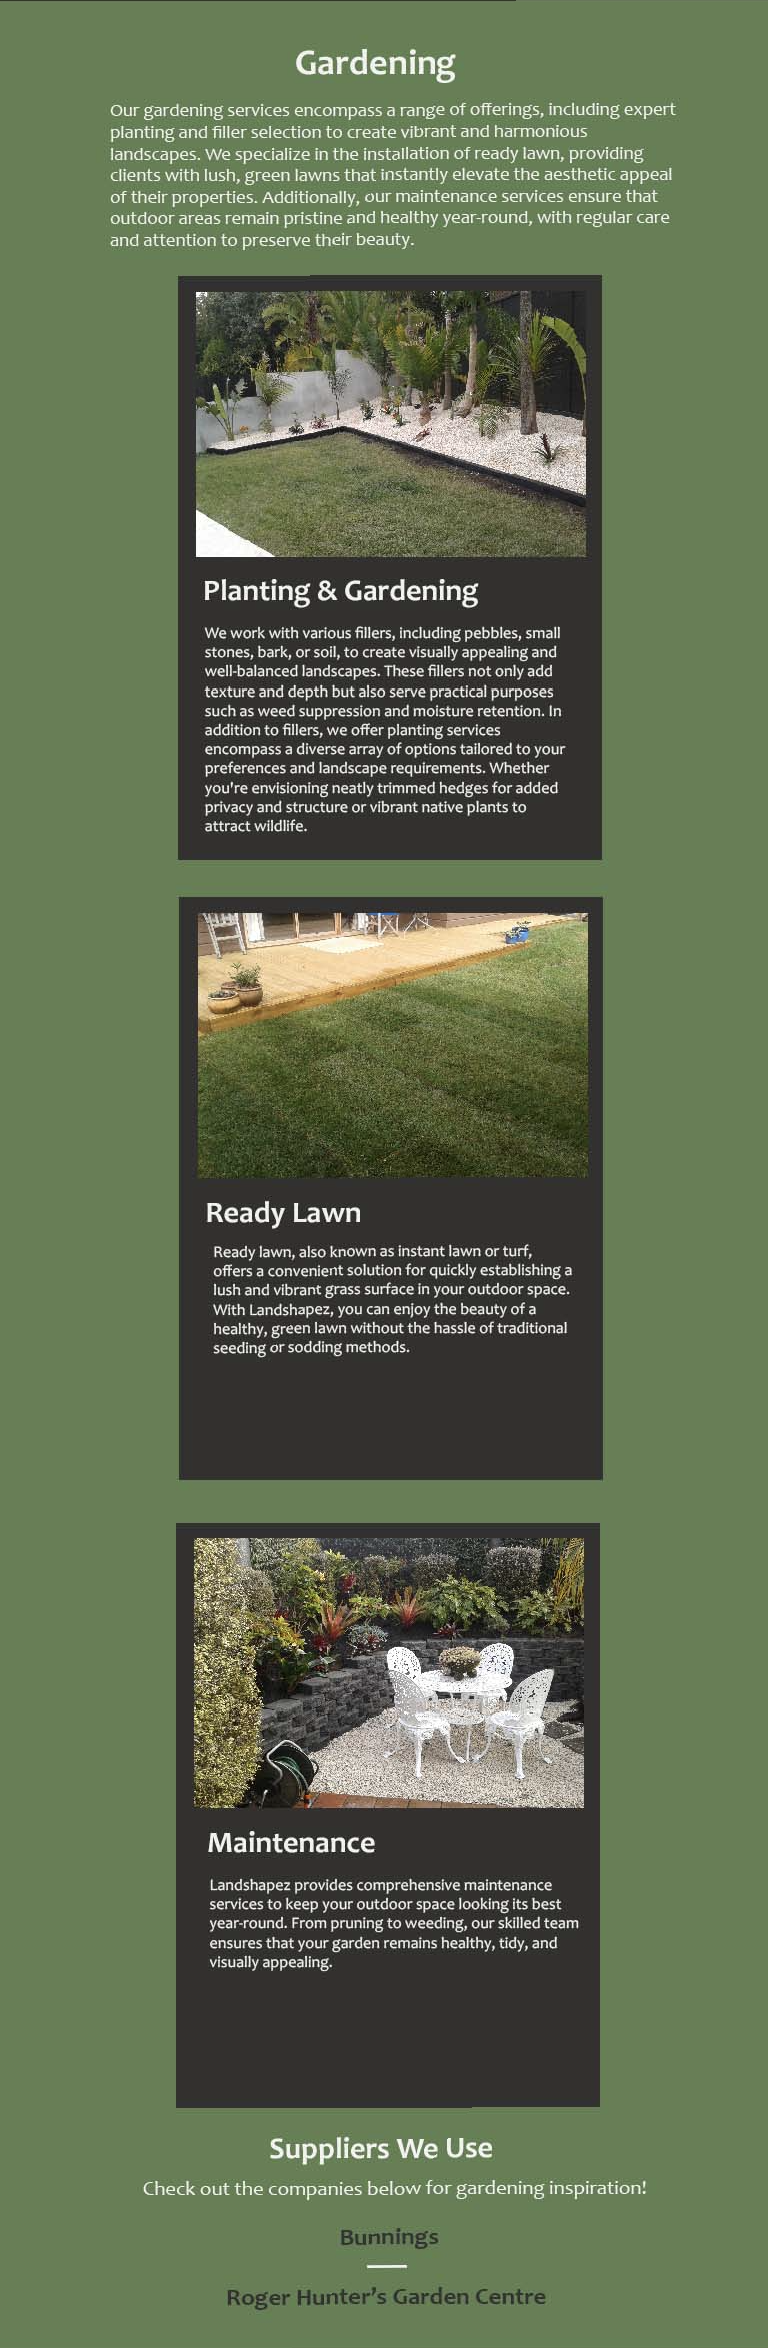 Gardening
Our gardening services encompass a range of offerings, including expert
planting and filler selection to create vibrant and harmonious
landscapes. We specialize in the installation of ready lawn, providing
clients with lush, green lawns that instantly elevate the aesthetic appeal
of their properties. Additionally, our maintenance services ensure that
outdoor areas remain pristine and healthy year-round, with regular care
and attention to preserve their beauty.
Planting & Gardening
We work with various fillers, including pebbles, small
stones, bark, or soil, to create visually appealing and
well-balanced landscapes. These fillers not only add
texture and depth but also serve practical purposes
such as weed suppression and moisture retention. In
addition to fillers, we offer planting services
encompass a diverse array of options tailored to your
preferences and landscape requirements. Whether
you're envisioning neatly trimmed hedges for added
privacy and structure or vibrant native plants to
attract wildlife.
Ready Lawn
Ready lawn, also known as instant lawn or turf,
offers a convenient solution for quickly establishing a
lush and vibrant grass surface in your outdoor space.
With Landshapez, you can enjoy the beauty of a
healthy, green lawn without the hassle of traditional
seeding or sodding methods.
Maintenance
Landshapez provides comprehensive maintenance
services to keep your outdoor space looking its best
year-round. From pruning to weeding, our skilled team
ensures that your garden remains healthy, tidy, and
visually appealing.
Suppliers We Use
Check out the companies below for gardening inspiration!
Bunnings
Roger Hunter’s Garden Centre